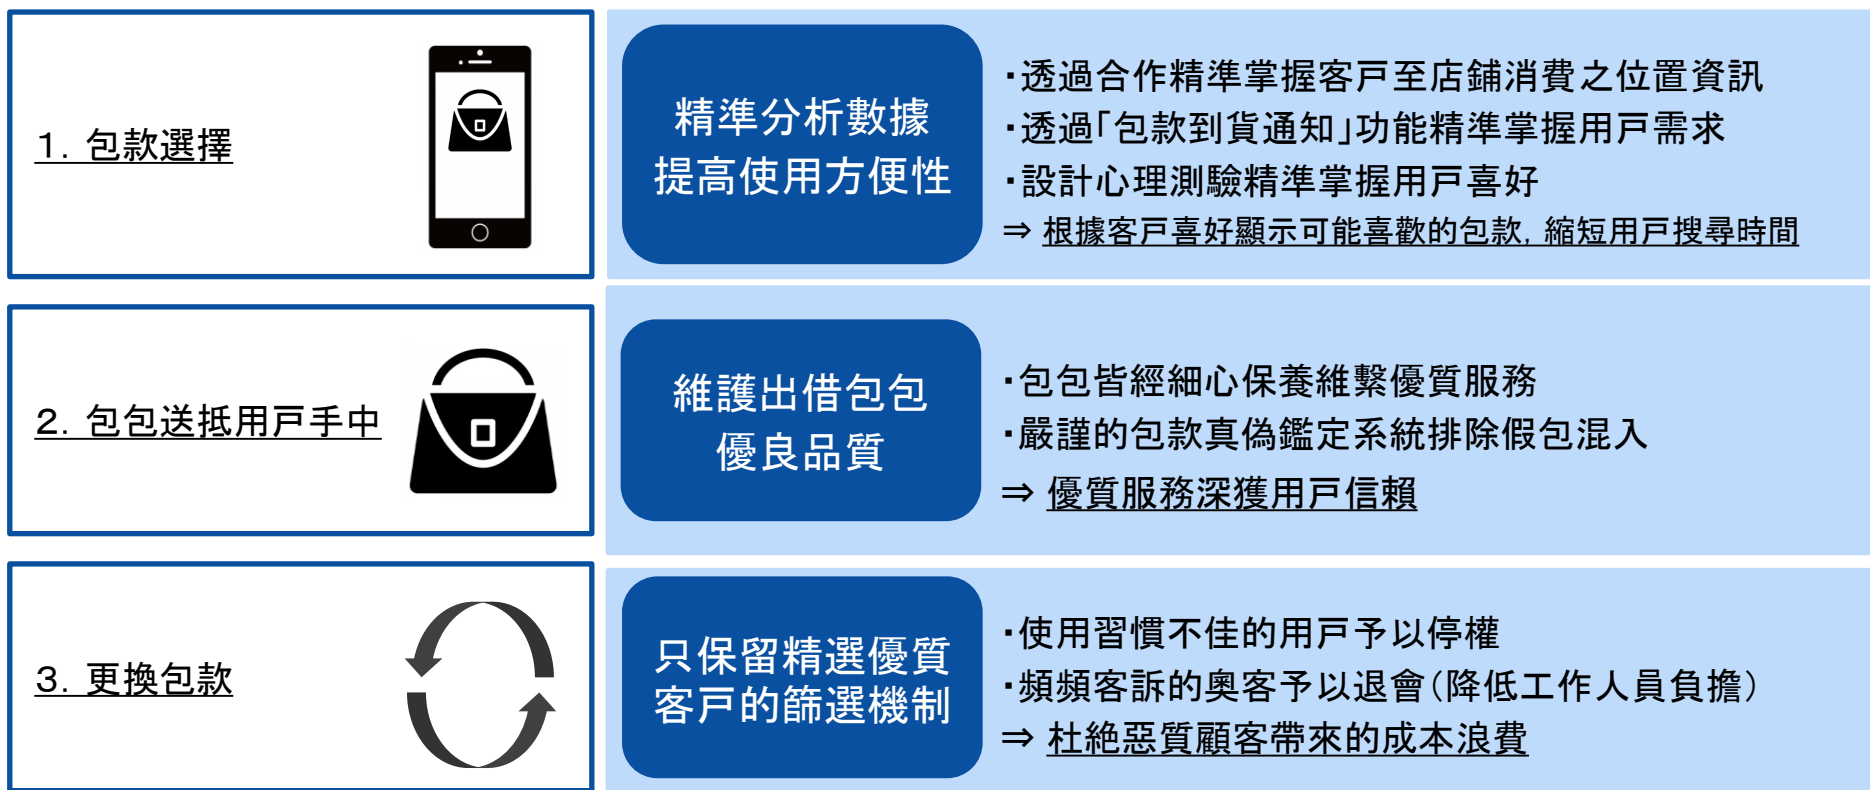 1. 包款選擇
精準分析數據
提高使用方便性
・透過合作精準掌握客戶至店鋪消費之位置資訊
・透過「包款到貨通知」功能精準掌握用戶需求
・設計心理測驗精準掌握用戶喜好
⇒ 根據客戶喜好顯示可能喜歡的包款, 縮短用戶搜尋時間
2. 包包送抵用戶手中
維護出借包包
優良品質
・包包皆經細心保養維繫優質服務
・嚴謹的包款真偽鑑定系統排除假包混入
⇒ 優質服務深獲用戶信賴
3. 更換包款
只保留精選優質
客戶的篩選機制
・使用習慣不佳的用戶予以停權
・頻頻客訴的奧客予以退會(降低工作人員負擔)
⇒ 杜絕惡質顧客帶來的成本浪費